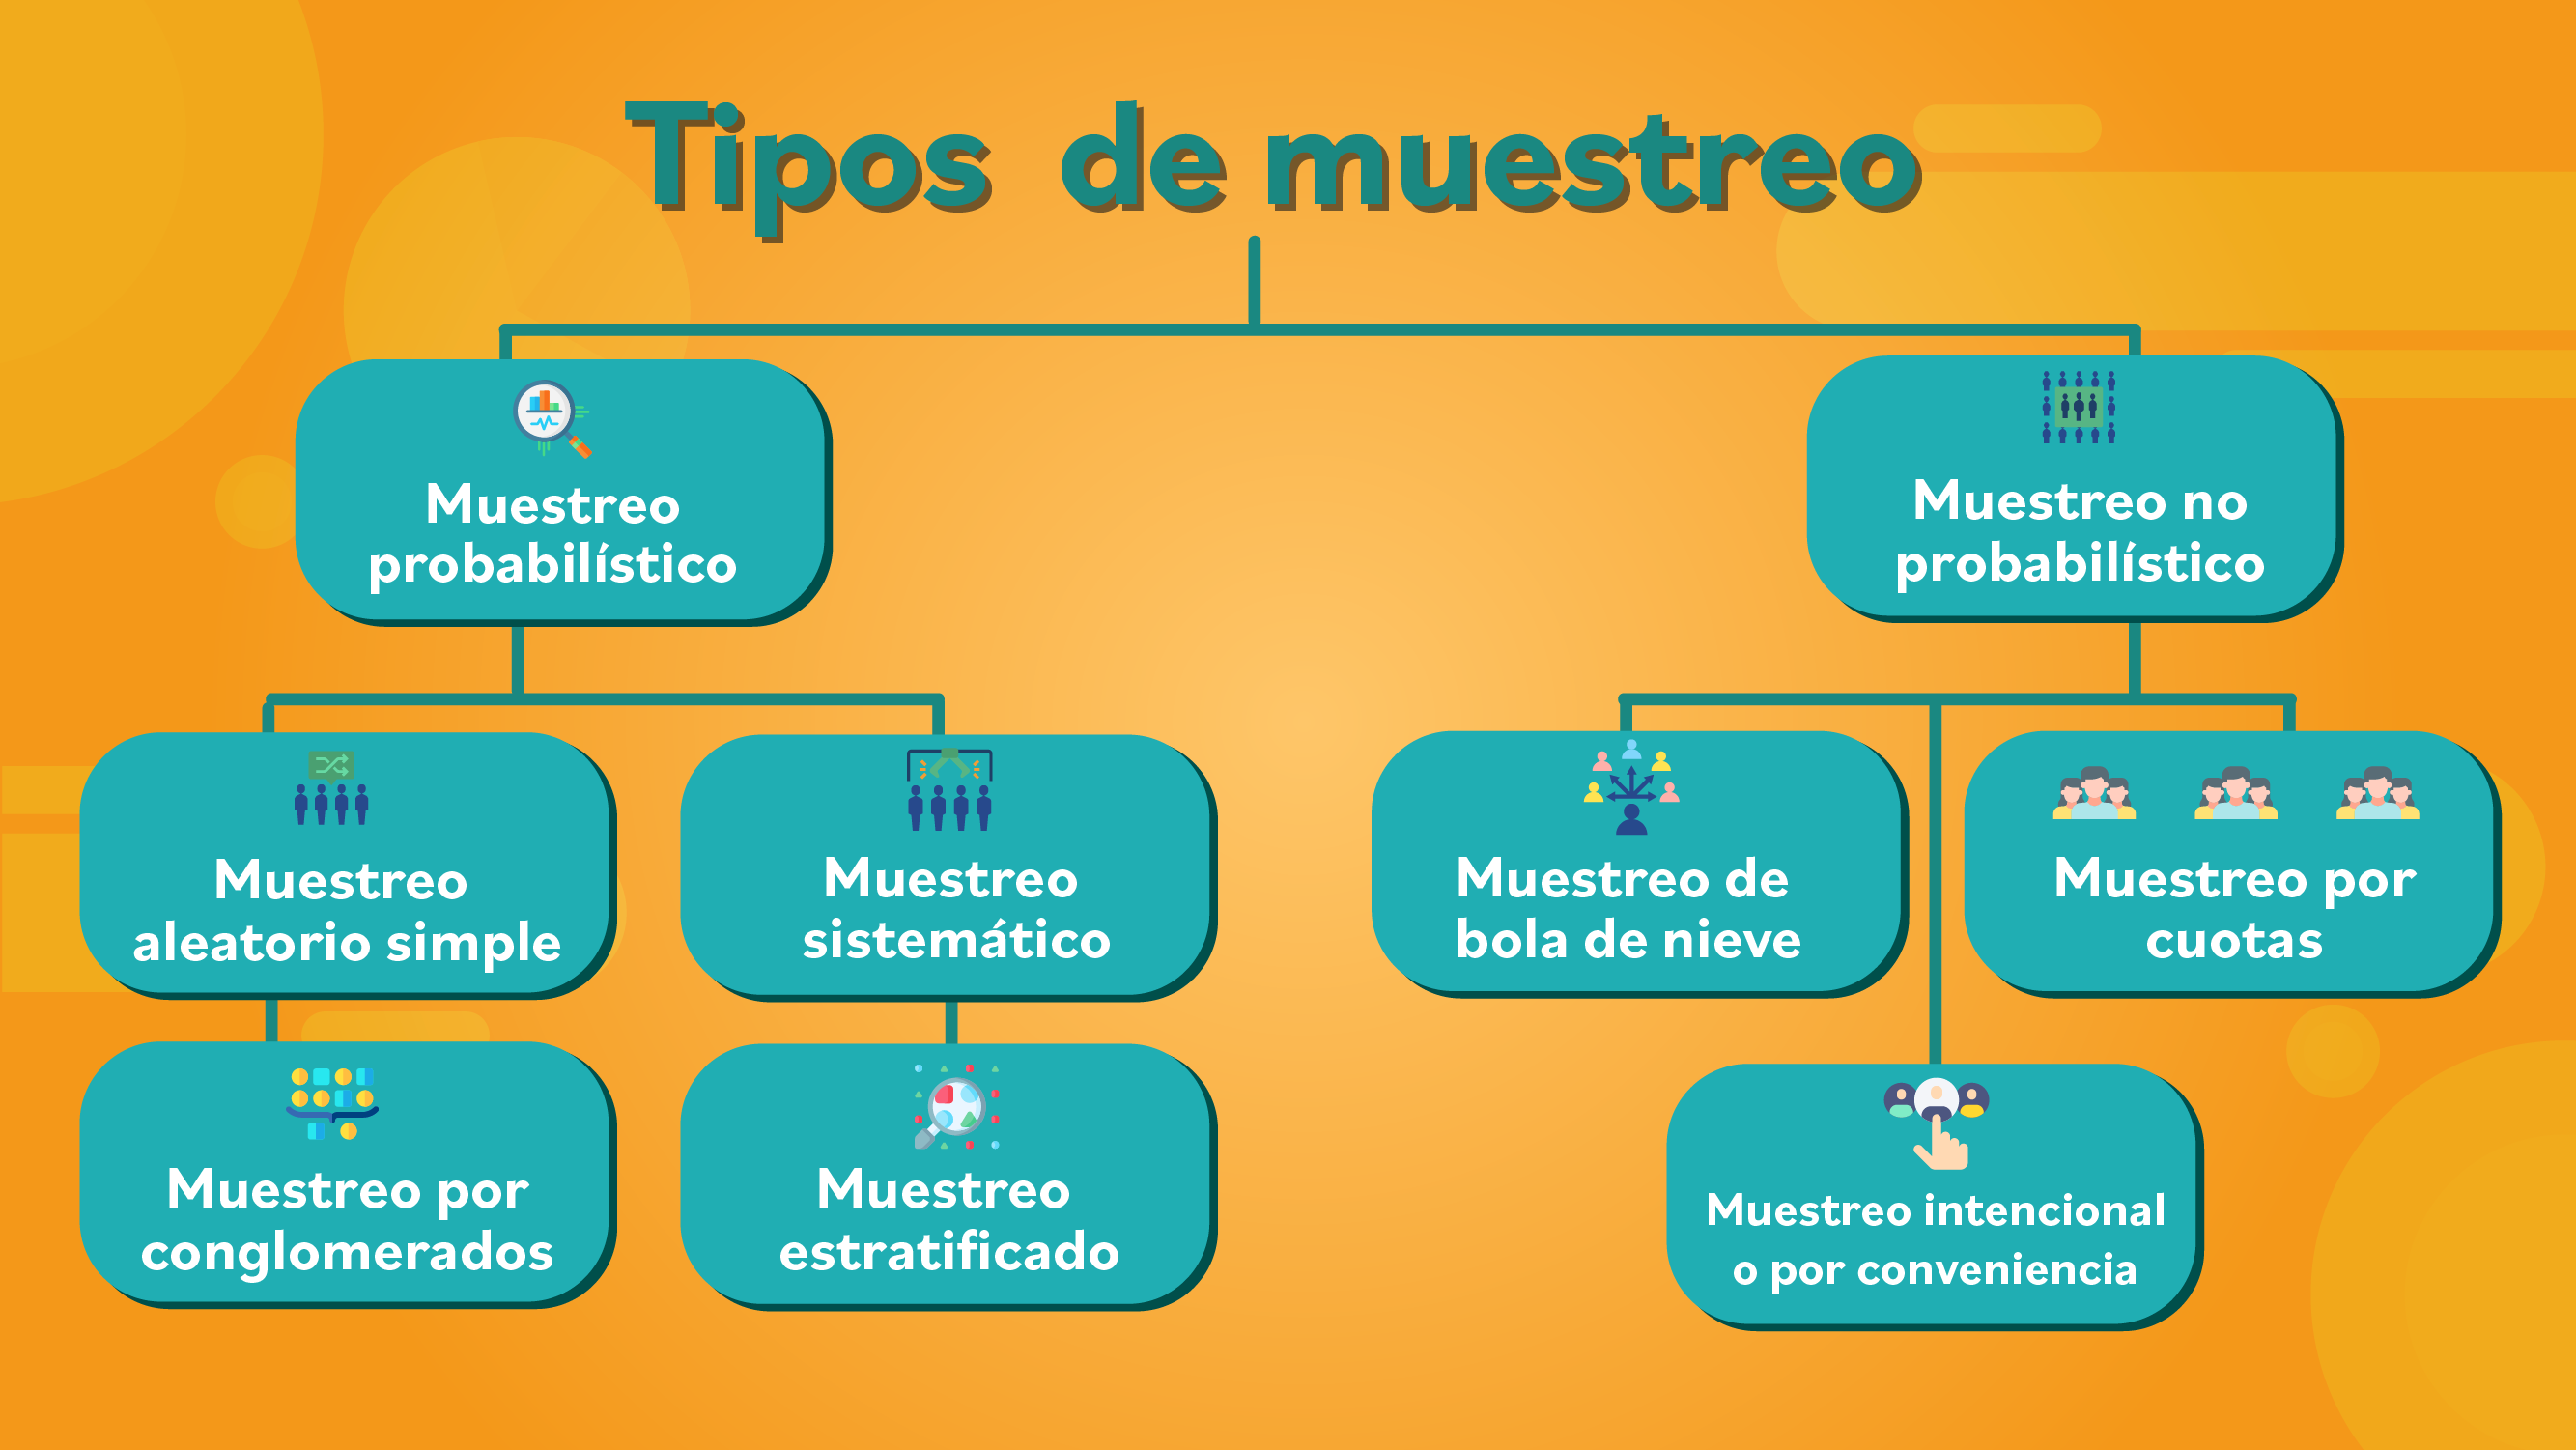 Tipos de muestreo
Muestreo
probabilístico
Muestreo no
probabilístico
Muestreo
aleatorio simple
Muestreo
sistemático
Muestreo de
bola de nieve
Muestreo por
cuotas
Muestreo por
conglomerados
Muestreo
estratificado
Muestreo intencional
o por conveniencia